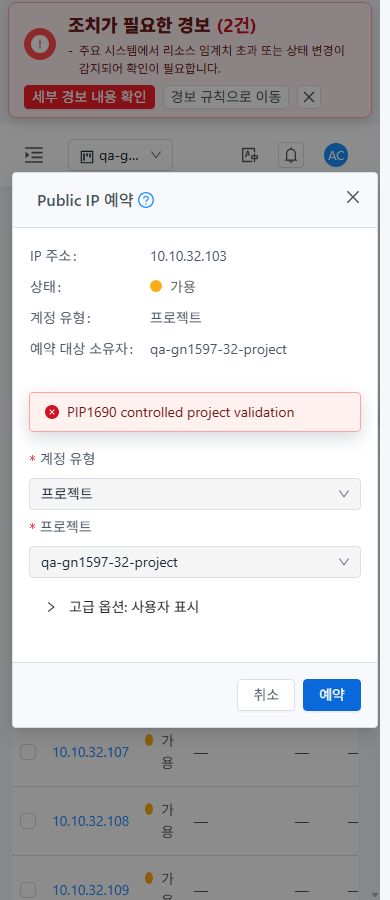 조치가 필요한 경보 (2건)
- 주요 시스템에서 리소스 임계치 초과 또는 상태 변경이
감지되어 확인이 필요합니다.
세부 경보 내용 확인
경보 규칙으로 이동
qa-g...
AC
Public IP 예약
IP 주소:
10.10.32.103
상태:
가용
계정 유형:
프로젝트
예약 대상 소유자:
qa-gn1597-32-project
PIP1690 controlled project validation
* 계정 유형
프로젝트
* 프로젝트
qa-gn1597-32-project
고급 옵션: 사용자 표시
취소
예약
10.10.32.107
가
용
—
—
—
10.10.32.108
가
용
—
—
—
10.10.32.109
가
용
—
—
—